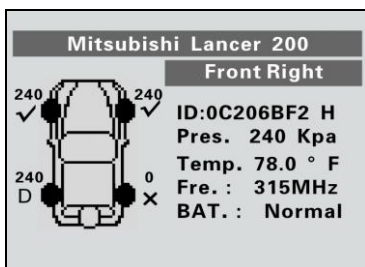 Mitsubishi Lancer 200
Front Right
240 240
ID:0C206BF2 H
Pres. 240 Kpa
Temp. 78.0 ° F
240 0
D
Fre. : 315MHz
BAT. : Normal